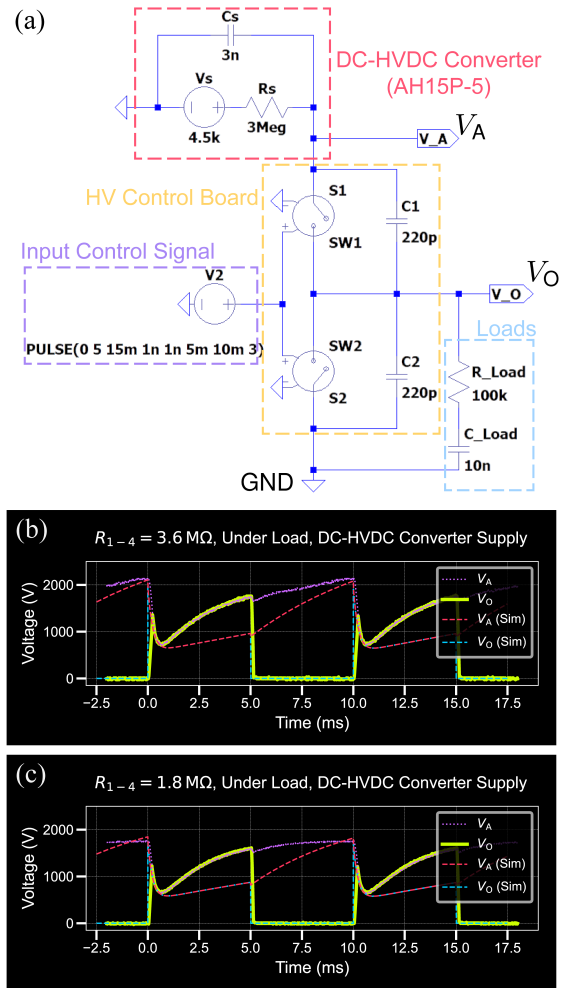 (a)
Cs
3n
DC-HVDC Converter
(AH15P-5)
Vs
Rs
4.5k
3Meg
V_A
VA
HV Control Board
S1
C1
SW1
220p
Input Control Signal
V2
VO
V_O
PULSE(0 5 15m 1n 1n 5m 10m 3)
SW2
S2
C2
220p
Loads
R_Load
100k
C_Load
10n
GND
(b)
R1−4 = 3.6 MΩ, Under Load, DC-HVDC Converter Supply
Voltage (V)
2000
1000
0
VA
VO
VA (Sim)
VO (Sim)
−2.5 0.0 2.5 5.0 7.5 10.0 12.5 15.0 17.5
Time (ms)
(c)
R1−4 = 1.8 MΩ, Under Load, DC-HVDC Converter Supply
Voltage (V)
2000
1000
0
VA
VO
VA (Sim)
VO (Sim)
−2.5 0.0 2.5 5.0 7.5 10.0 12.5 15.0 17.5
Time (ms)